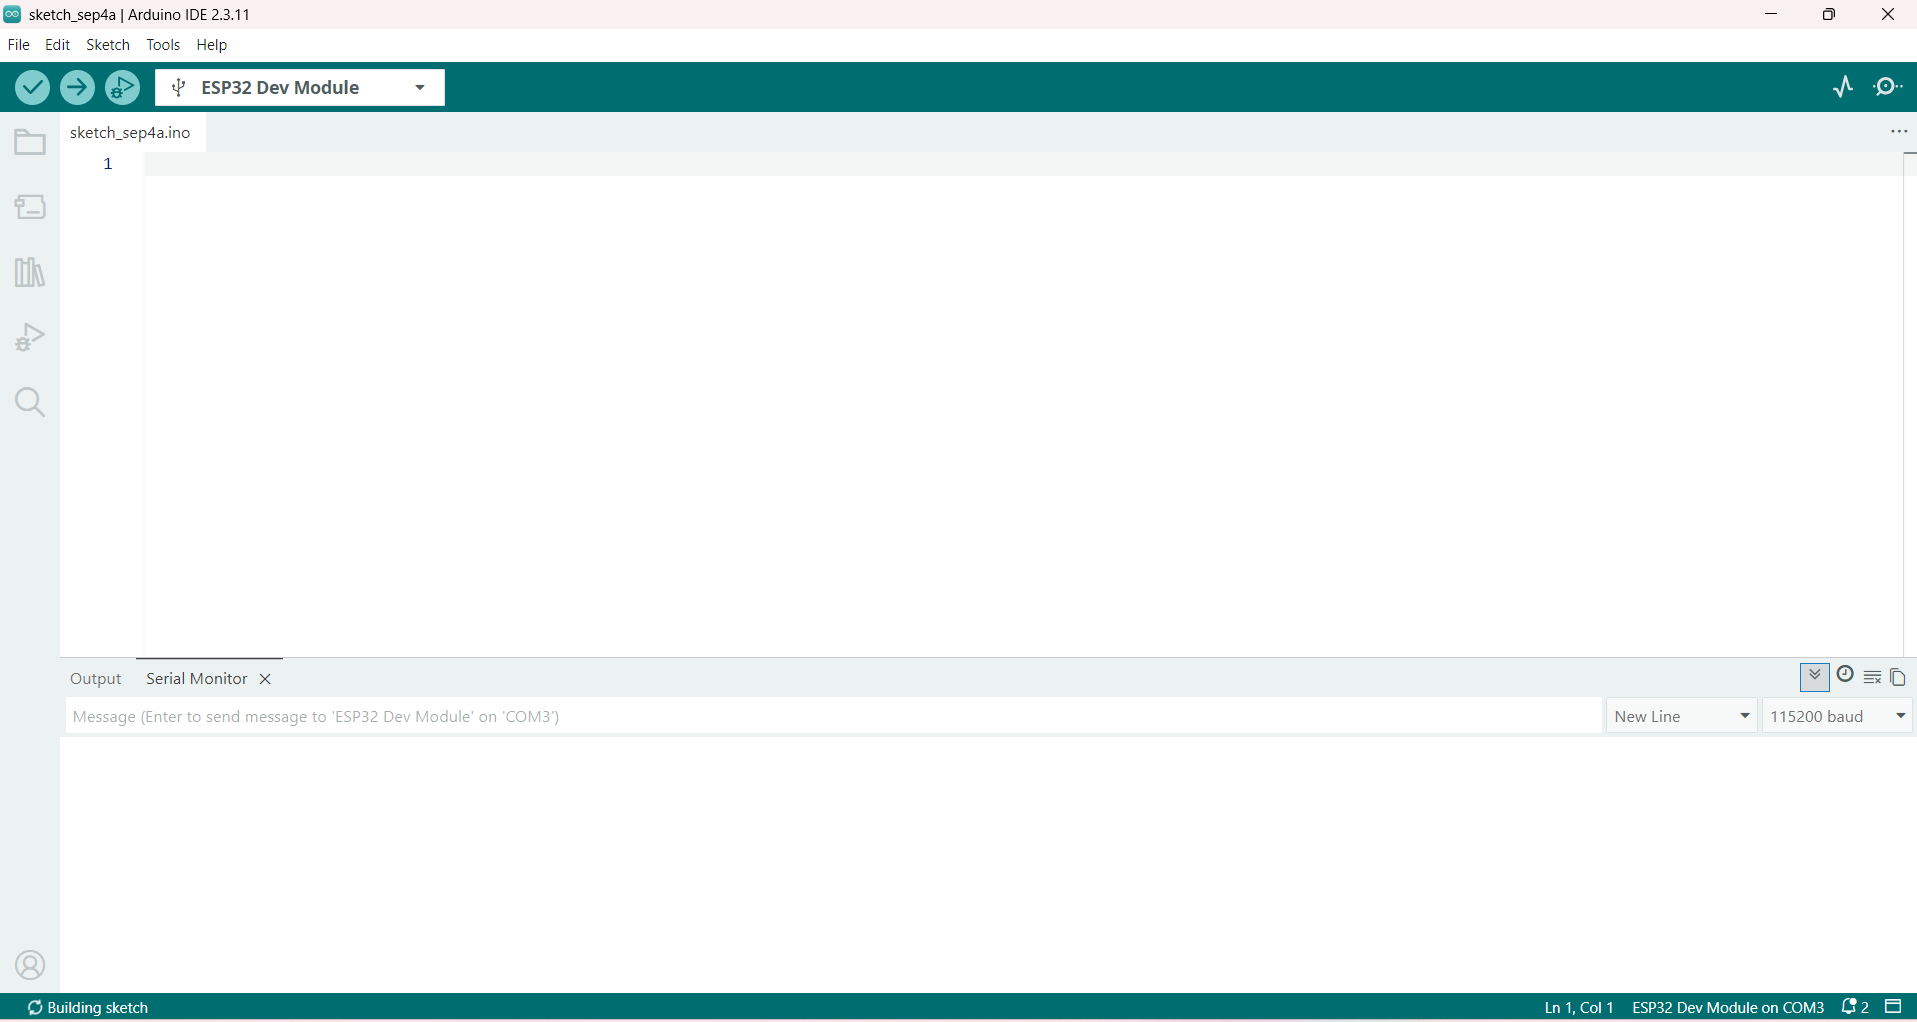 sketch_sep4a | Arduino IDE 2.3.11
File Edit Sketch Tools Help
ESP32 Dev Module
sketch_sep4a.ino
1
Output Serial Monitor
Message (Enter to send message to 'ESP32 Dev Module' on 'COM3') New Line 115200 baud
Building sketch Ln 1, Col 1 ESP32 Dev Module on COM3 2